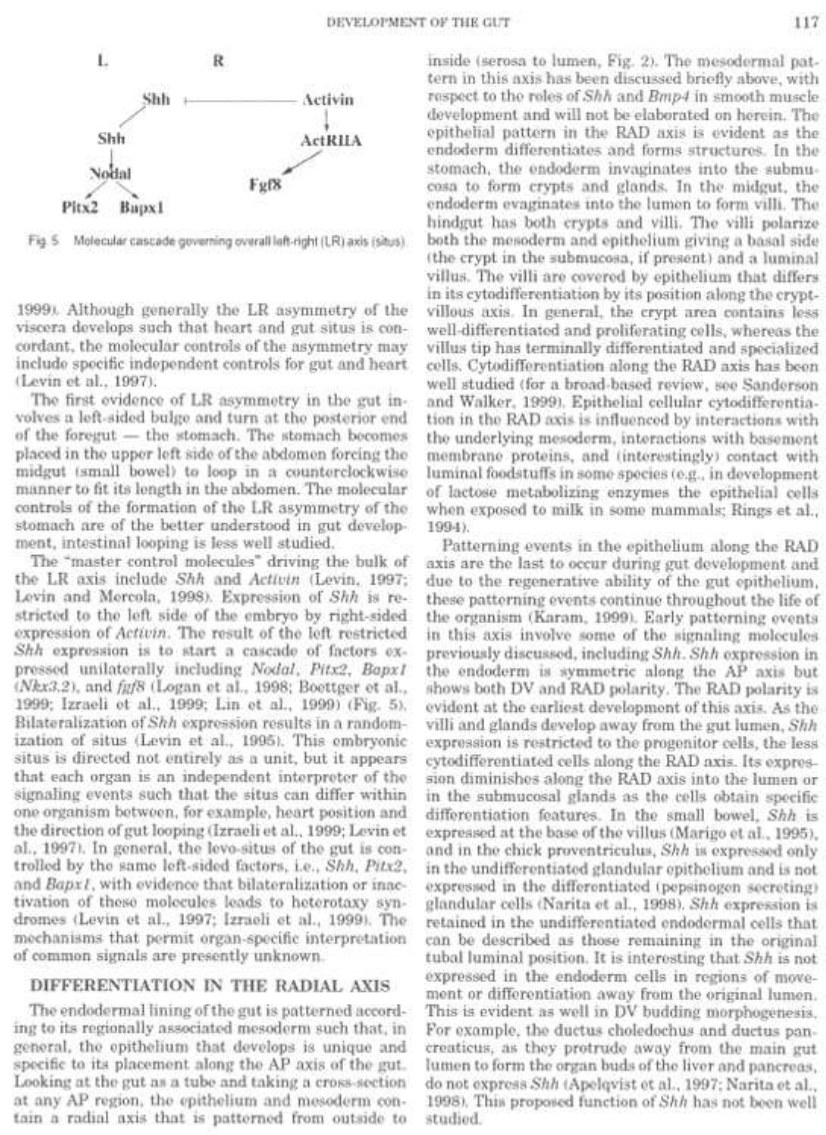 DEVELOPMENT OF THE GUT
117
L R
Shh Activin
Shh ActRIIA
Nodal
Fgf8
Pitx2 Bapx1
Fig. 5. Molecular cascade governing overall left-right (LR) axis (situs).
1999). Although generally the LR asymmetry of the
viscera develops such that heart and gut situs is con-
cordant, the molecular controls of the asymmetry may
include specific independent controls for gut and heart
(Levin et al., 1997).
The first evidence of LR asymmetry in the gut in-
volves a left-sided bulge and turn at the posterior end
of the foregut — the stomach. The stomach becomes
placed in the upper left side of the abdomen forcing the
midgut (small bowel) to loop in a counterclockwise
manner to fit its length in the abdomen. The molecular
controls of the formation of the LR asymmetry of the
stomach are of the better understood in gut develop-
ment, intestinal looping is less well studied.
The “master control molecules” driving the bulk of
the LR axis include Shh and Activin (Levin, 1997;
Levin and Mercola, 1998). Expression of Shh is re-
stricted to the left side of the embryo by right-sided
expression of Activin. The result of the left restricted
Shh expression is to start a cascade of factors ex-
pressed unilaterally including Nodal, Pitx2, Bapx1
(Nkx3.2), and fgf8 (Logan et al., 1998; Boettger et al.,
1999; Izraeli et al., 1999; Lin et al., 1999) (Fig. 5).
Bilateralization of Shh expression results in a random-
ization of situs (Levin et al., 1995). This embryonic
situs is directed not entirely as a unit, but it appears
that each organ is an independent interpreter of the
signaling events such that the situs can differ within
one organism between, for example, heart position and
the direction of gut looping (Izraeli et al., 1999; Levin et
al., 1997). In general, the levo-situs of the gut is con-
trolled by the same left-sided factors, i.e., Shh, Pitx2,
and Bapx1, with evidence that bilateralization or inac-
tivation of these molecules leads to heterotaxy syn-
dromes (Levin et al., 1997; Izraeli et al., 1999). The
mechanisms that permit organ-specific interpretation
of common signals are presently unknown.
DIFFERENTIATION IN THE RADIAL AXIS
The endodermal lining of the gut is patterned accord-
ing to its regionally associated mesoderm such that, in
general, the epithelium that develops is unique and
specific to its placement along the AP axis of the gut.
Looking at the gut as a tube and taking a cross-section
at any AP region, the epithelium and mesoderm con-
tain a radial axis that is patterned from outside to
inside (serosa to lumen, Fig. 2). The mesodermal pat-
tern in this axis has been discussed briefly above, with
respect to the roles of Shh and Bmp4 in smooth muscle
development and will not be elaborated on herein. The
epithelial pattern in the RAD axis is evident as the
endoderm differentiates and forms structures. In the
stomach, the endoderm invaginates into the submu-
cosa to form crypts and glands. In the midgut, the
endoderm evaginates into the lumen to form villi. The
hindgut has both crypts and villi. The villi polarize
both the mesoderm and epithelium giving a basal side
(the crypt in the submucosa, if present) and a luminal
villus. The villi are covered by epithelium that differs
in its cytodifferentiation by its position along the crypt-
villous axis. In general, the crypt area contains less
well-differentiated and proliferating cells, whereas the
villus tip has terminally differentiated and specialized
cells. Cytodifferentiation along the RAD axis has been
well studied (for a broad-based review, see Sanderson
and Walker, 1999). Epithelial cellular cytodifferentia-
tion in the RAD axis is influenced by interactions with
the underlying mesoderm, interactions with basement
membrane proteins, and (interestingly) contact with
luminal foodstuffs in some species (e.g., in development
of lactose metabolizing enzymes the epithelial cells
when exposed to milk in some mammals; Rings et al.,
1994).
Patterning events in the epithelium along the RAD
axis are the last to occur during gut development and
due to the regenerative ability of the gut epithelium,
these patterning events continue throughout the life of
the organism (Karam, 1999). Early patterning events
in this axis involve some of the signaling molecules
previously discussed, including Shh. Shh expression in
the endoderm is symmetric along the AP axis but
shows both DV and RAD polarity. The RAD polarity is
evident at the earliest development of this axis. As the
villi and glands develop away from the gut lumen, Shh
expression is restricted to the progenitor cells, the less
cytodifferentiated cells along the RAD axis. Its expres-
sion diminishes along the RAD axis into the lumen or
in the submucosal glands as the cells obtain specific
differentiation features. In the small bowel, Shh is
expressed at the base of the villus (Marigo et al., 1995),
and in the chick proventriculus, Shh is expressed only
in the undifferentiated glandular epithelium and is not
expressed in the differentiated (pepsinogen secreting)
glandular cells (Narita et al., 1998). Shh expression is
retained in the undifferentiated endodermal cells that
can be described as those remaining in the original
tubal luminal position. It is interesting that Shh is not
expressed in the endoderm cells in regions of move-
ment or differentiation away from the original lumen.
This is evident as well in DV budding morphogenesis.
For example, the ductus choledochus and ductus pan-
creaticus, as they protrude away from the main gut
lumen to form the organ buds of the liver and pancreas,
do not express Shh (Apelqvist et al., 1997; Narita et al.,
1998). This proposed function of Shh has not been well
studied.